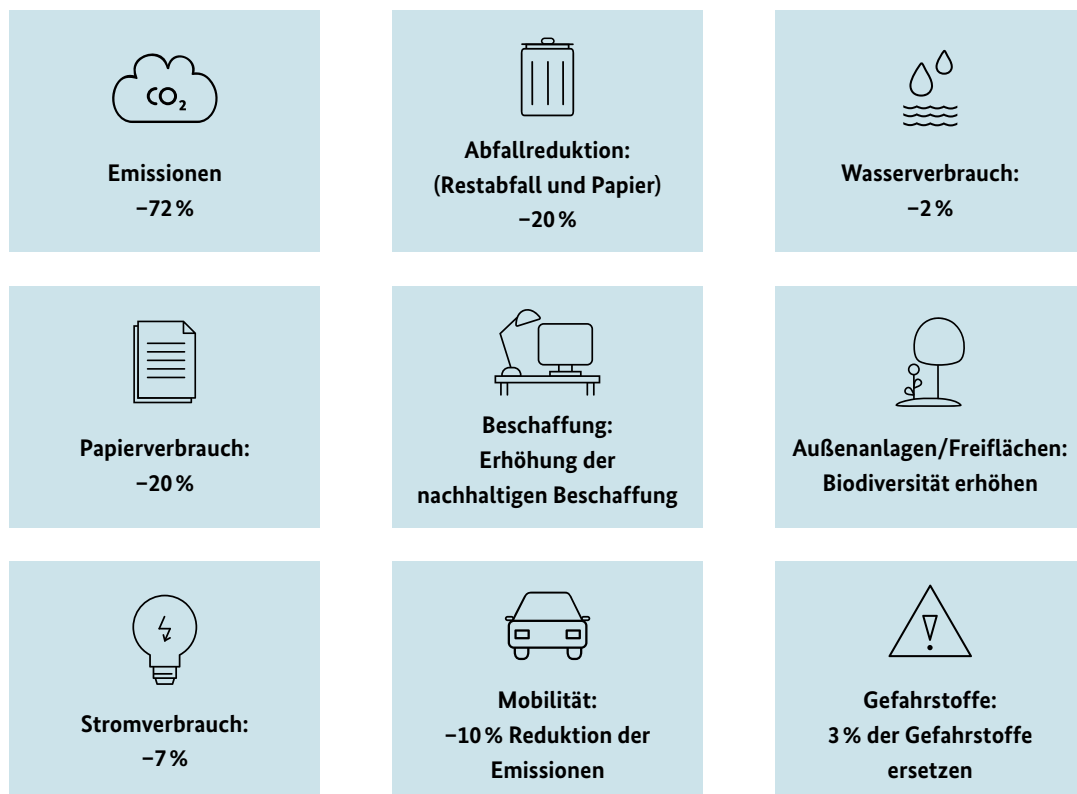 CO₂
Emissionen
−72 %
Abfallreduktion:
(Restabfall und Papier)
−20 %
Wasserverbrauch:
−2 %
Papierverbrauch:
−20 %
Beschaffung:
Erhöhung der
nachhaltigen Beschaffung
Außenanlagen/Freiflächen:
Biodiversität erhöhen
Stromverbrauch:
−7 %
Mobilität:
−10 % Reduktion der
Emissionen
Gefahrstoffe:
3 % der Gefahrstoffe
ersetzen